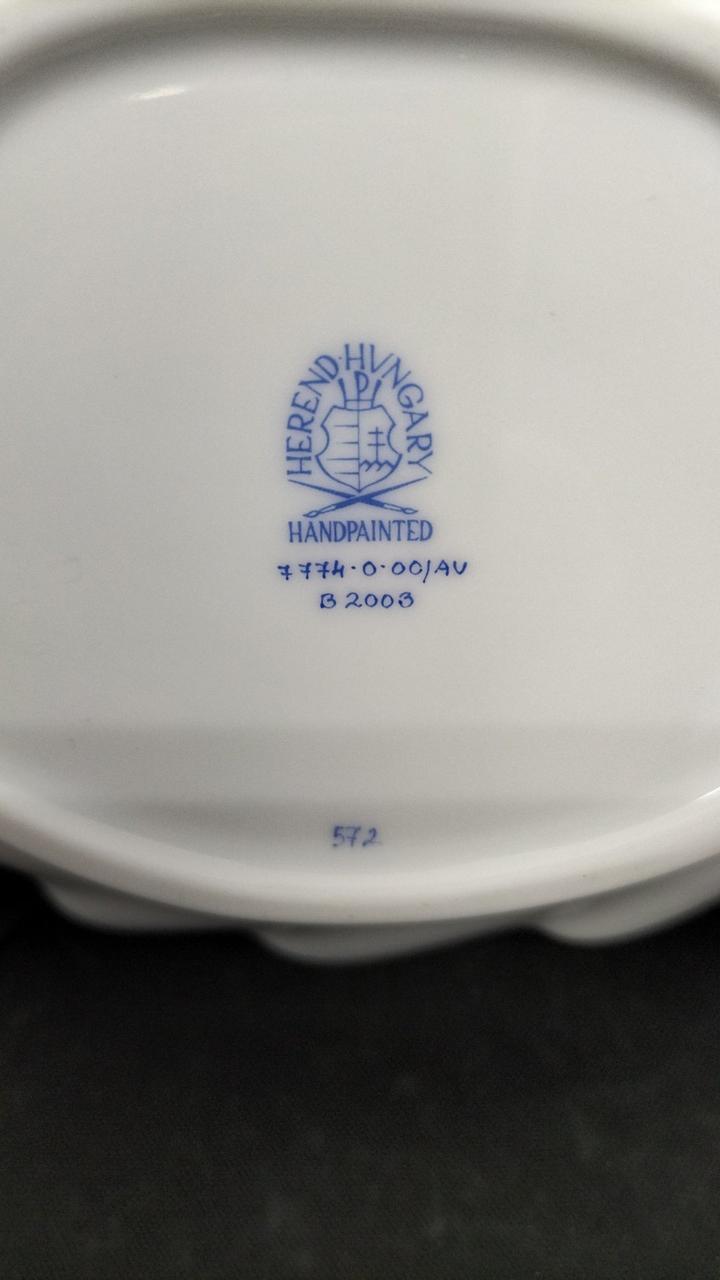 HEREND·HVNGARY
HANDPAINTED
7774·0·00/AV
B 2003
572